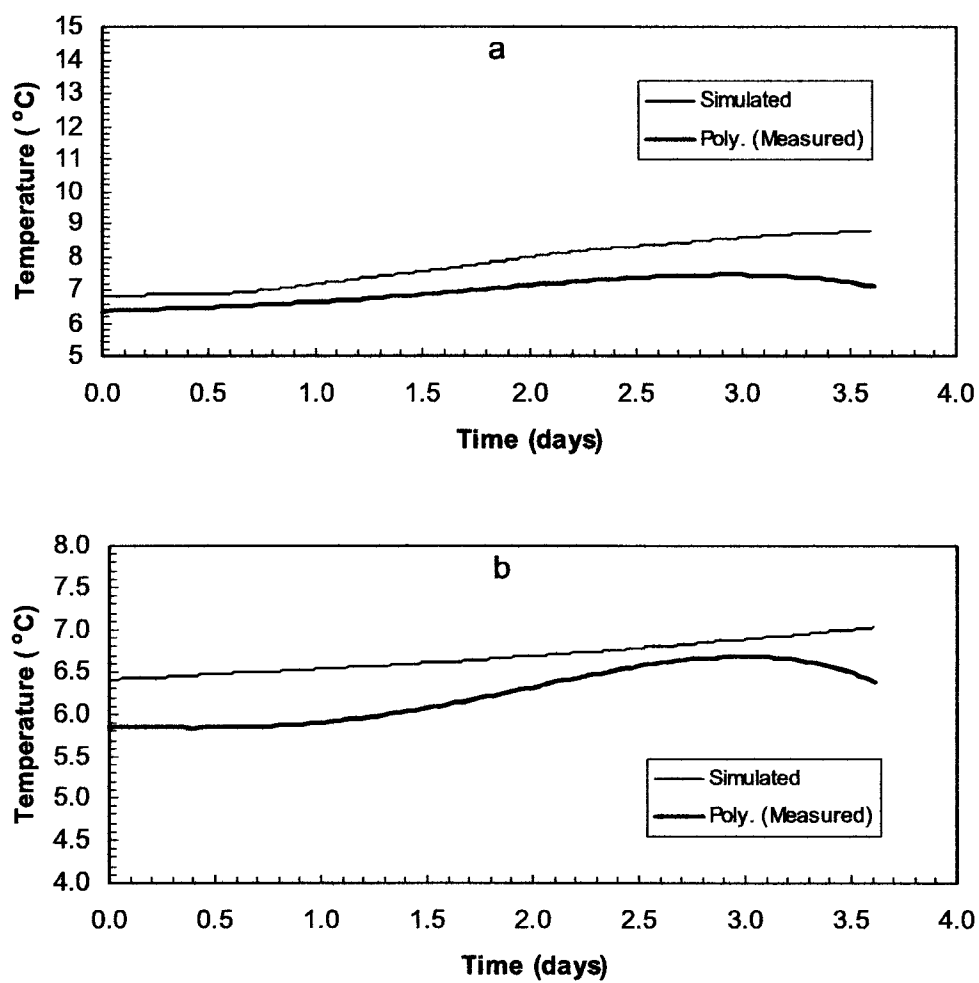 a
15
14
13
12
11
10
9
8
7
6
5
Temperature ( °C)
Simulated
Poly. (Measured)
0.0 0.5 1.0 1.5 2.0 2.5 3.0 3.5 4.0
Time (days)
b
8.0
7.5
7.0
6.5
6.0
5.5
5.0
4.5
4.0
Temperature ( °C)
Simulated
Poly. (Measured)
0.0 0.5 1.0 1.5 2.0 2.5 3.0 3.5 4.0
Time (days)